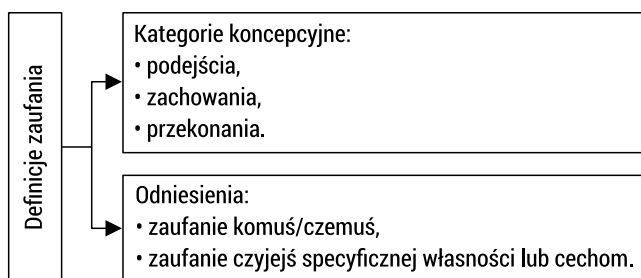 Definicje zaufania
Kategorie koncepcyjne:
• podejścia,
• zachowania,
• przekonania.
Odniesienia:
• zaufanie komuś/czemuś,
• zaufanie czyjejś specyficznej własności lub cechom.